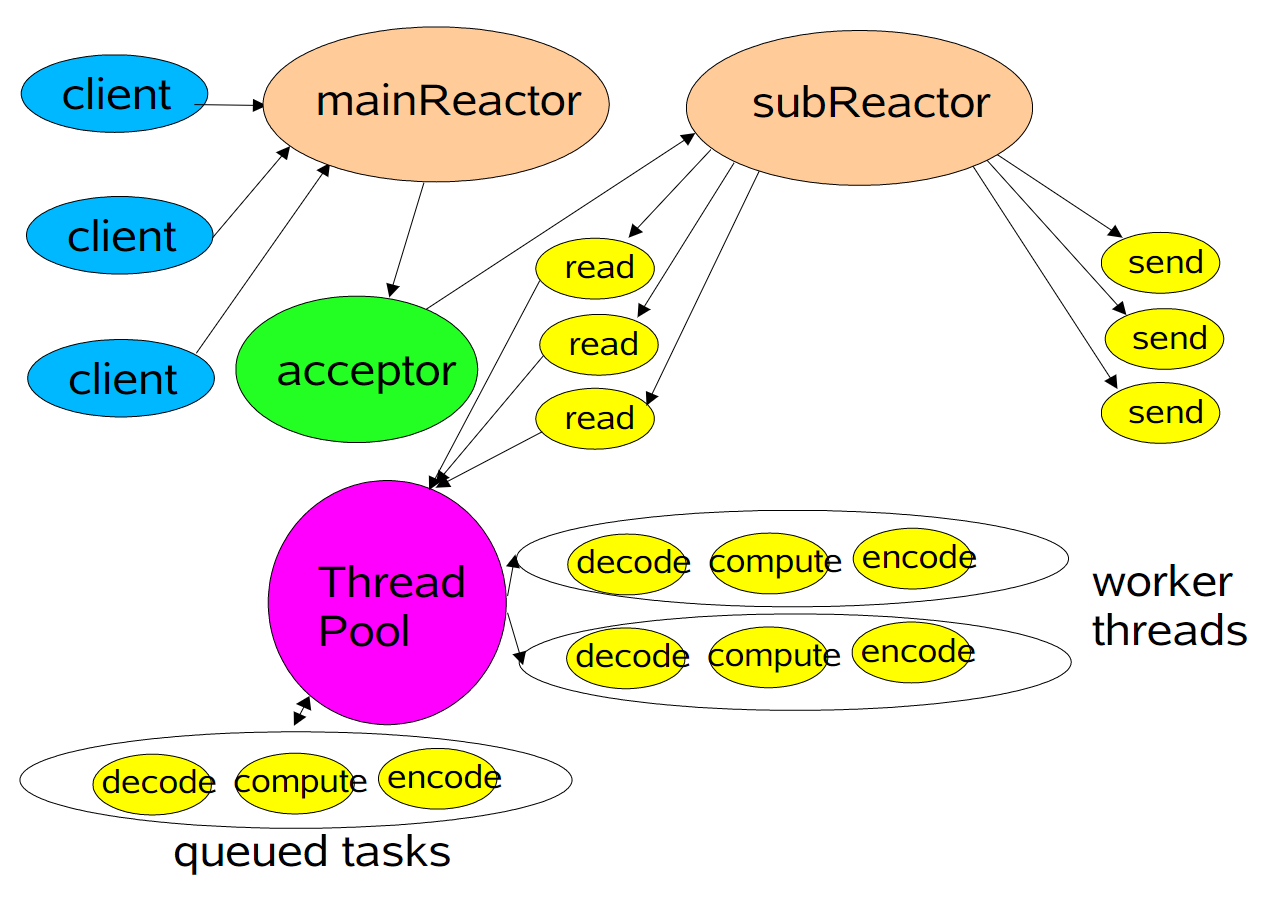 client
mainReactor
subReactor
client
read
send
read
send
client
acceptor
read
send
Thread
Pool
decode
compute
encode
worker
threads
decode
compute
encode
decode
compute
encode
queued tasks